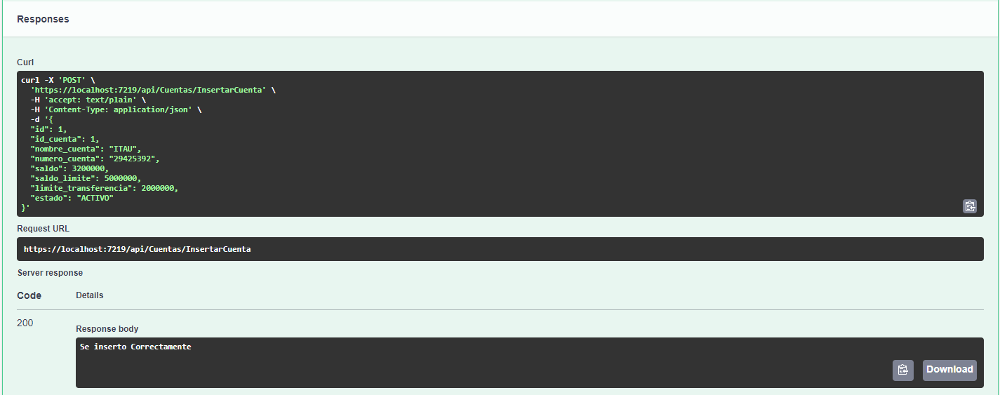 Responses
Curl
curl -X 'POST' \
  'https://localhost:7219/api/Cuentas/InsertarCuenta' \
  -H 'accept: text/plain' \
  -H 'Content-Type: application/json' \
  -d '{
  "id": 1,
  "id_cuenta": 1,
  "nombre_cuenta": "ITAU",
  "numero_cuenta": "29425392",
  "saldo": 3200000,
  "saldo_limite": 5000000,
  "limite_transferencia": 2000000,
  "estado": "ACTIVO"
}'
Request URL
https://localhost:7219/api/Cuentas/InsertarCuenta
Server response
Code Details
200
Response body
Se inserto Correctamente
Download